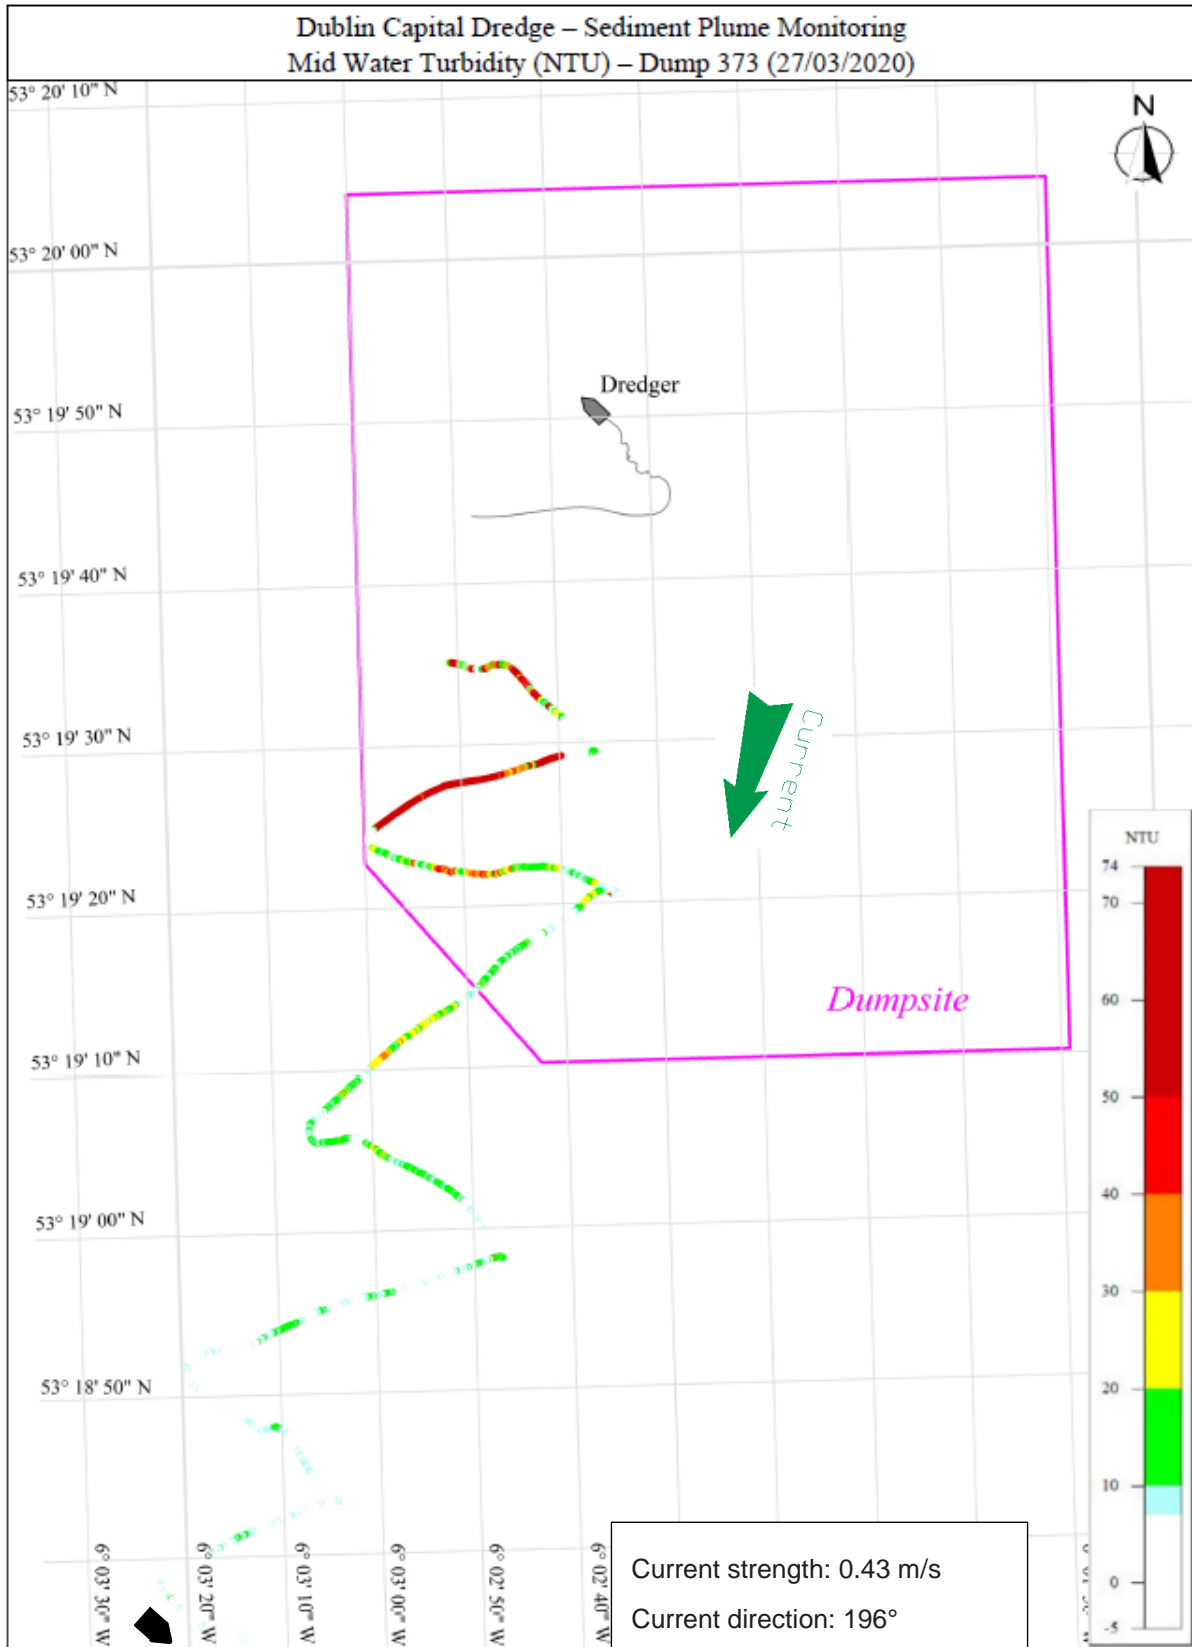 Dublin Capital Dredge – Sediment Plume Monitoring
Mid Water Turbidity (NTU) – Dump 373 (27/03/2020)
53° 20' 10" N
N
53° 20' 00" N
Dredger
53° 19' 50" N
53° 19' 40" N
Current
53° 19' 30" N
NTU
74
70
53° 19' 20" N
Dumpsite
60
53° 19' 10" N
50
40
53° 19' 00" N
30
53° 18' 50" N
20
10
0
-5
6° 03' 30" W
6° 03' 20" W
6° 03' 10" W
6° 03' 00" W
6° 02' 50" W
6° 02' 40" W
Current strength: 0.43 m/s
Current direction: 196°